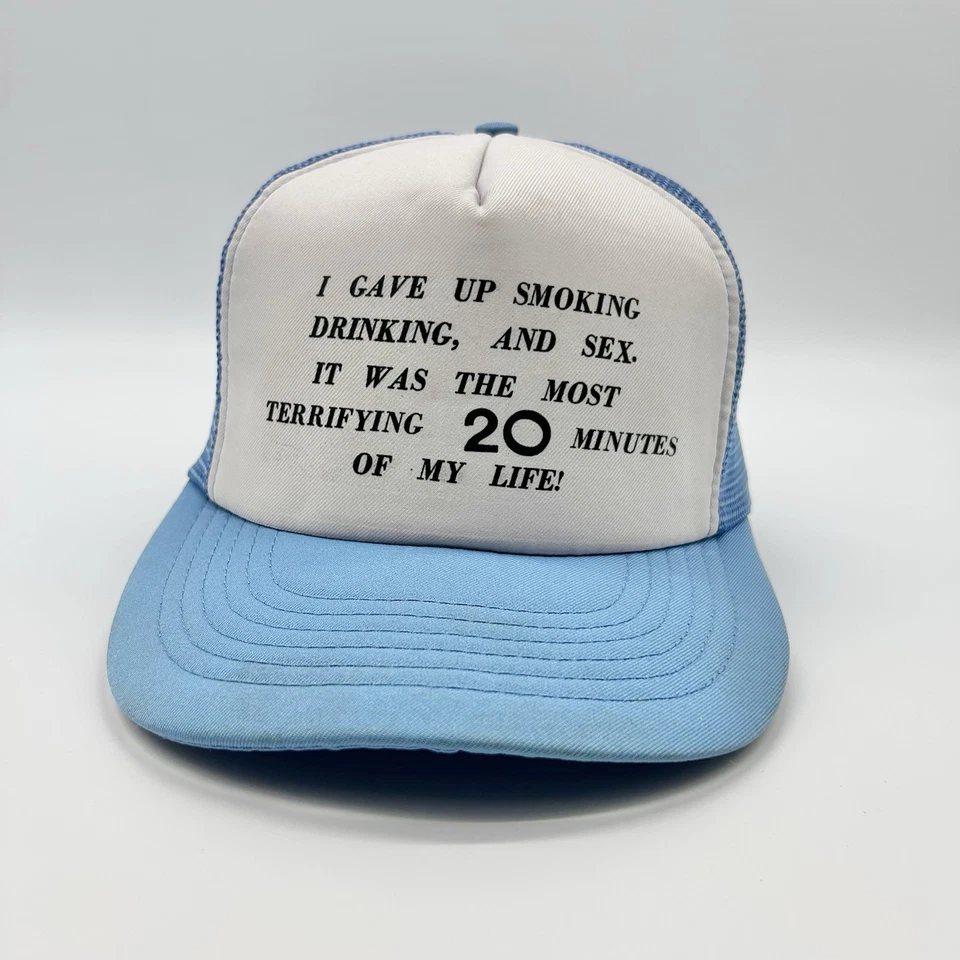 I GAVE UP SMOKING
DRINKING, AND SEX.
IT WAS THE MOST
TERRIFYING 20 MINUTES
OF MY LIFE!